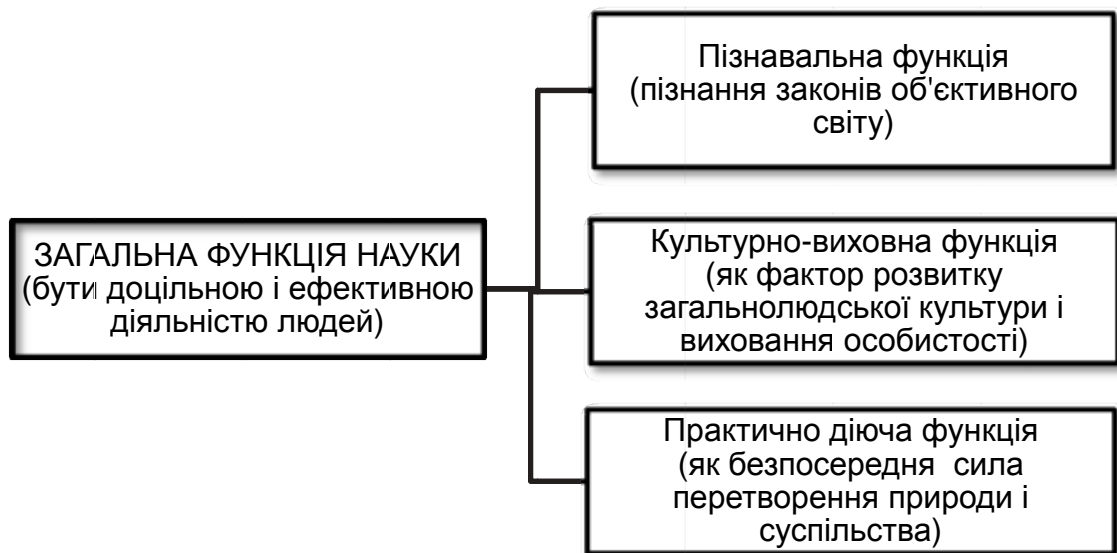 Пізнавальна функція
(пізнання законів об'єктивного
світу)
ЗАГАЛЬНА ФУНКЦІЯ НАУКИ
(бути доцільною і ефективною
діяльністю людей)
Культурно-виховна функція
(як фактор розвитку
загальнолюдської культури і
виховання особистості)
Практично діюча функція
(як безпосередня сила
перетворення природи і
суспільства)